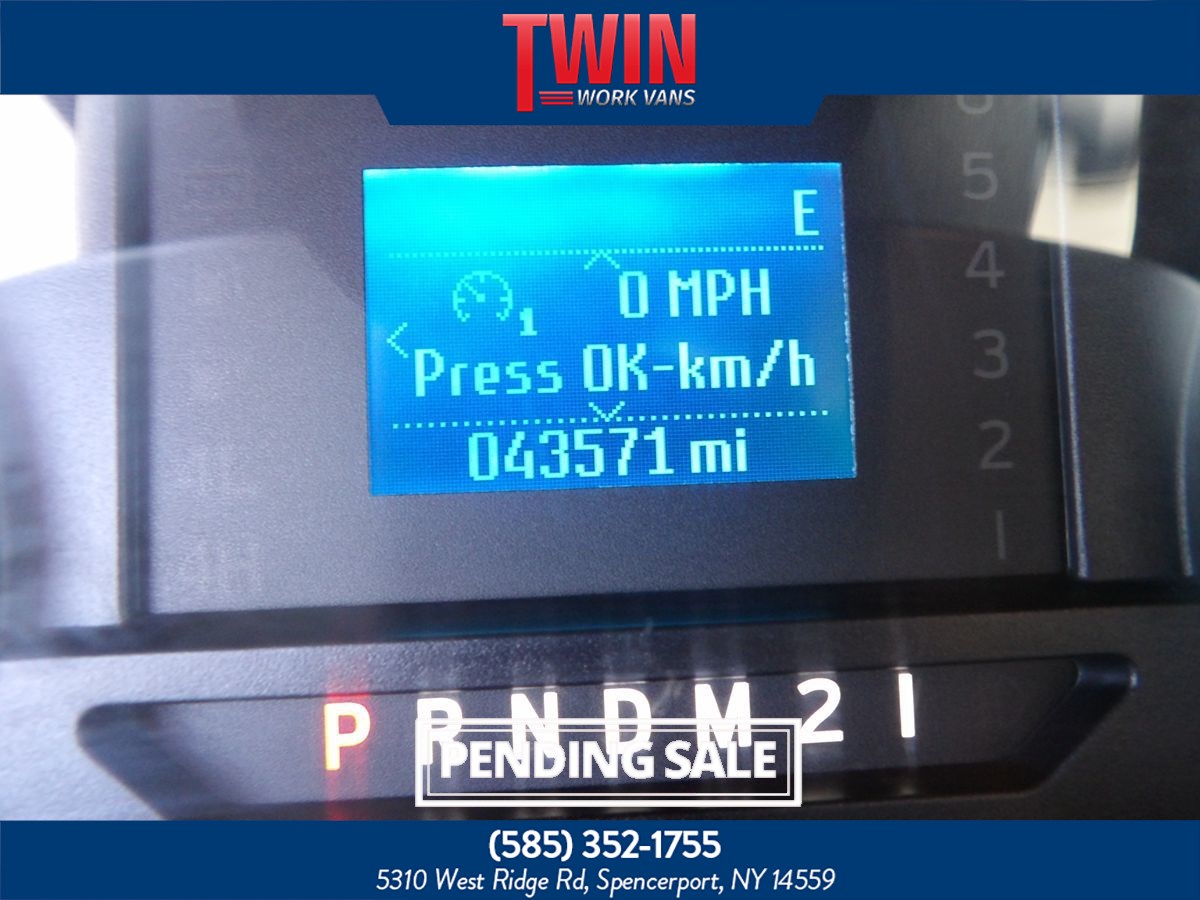 TWIN
WORK VANS
E
1 0 MPH
Press OK-km/h
043571 mi
5
4
3
2
1
P R N D M 2 1
PENDING SALE
(585) 352-1755
5310 West Ridge Rd, Spencerport, NY 14559